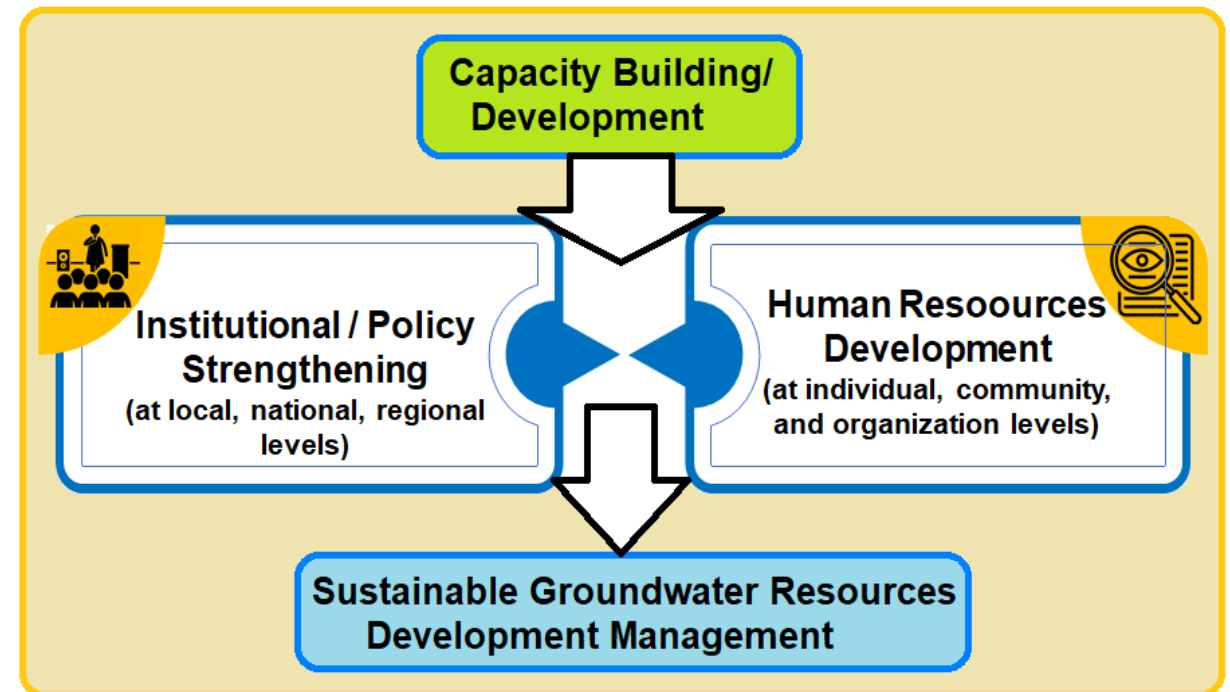 Capacity Building/
Development
Institutional / Policy
Strengthening
(at local, national, regional
levels)
Human Resoources
Development
(at individual, community,
and organization levels)
Sustainable Groundwater Resources
Development Management